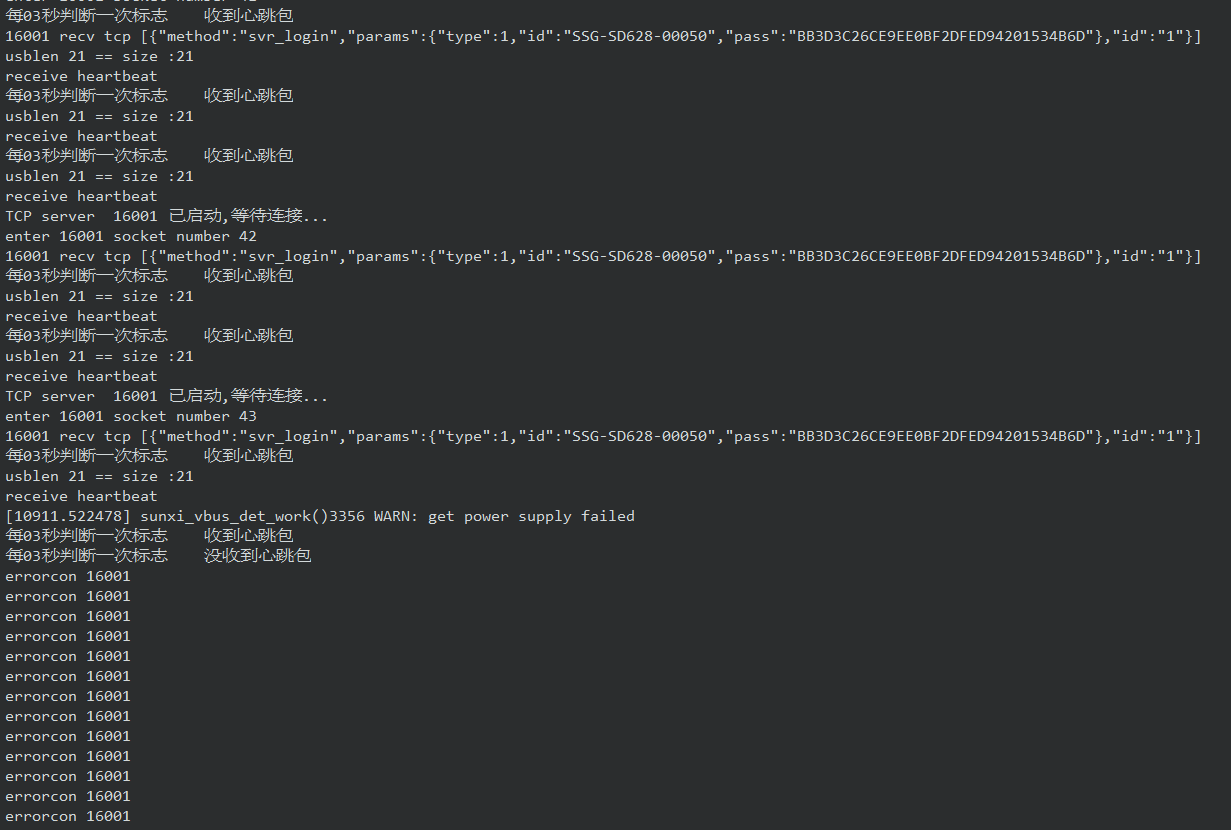 每03秒判断一次标志    收到心跳包
16001 recv tcp [{"method":"svr_login","params":{"type":1,"id":"SSG-SD628-00050","pass":"BB3D3C26CE9EE0BF2DFED94201534B6D"},"id":"1"}]
usblen 21 == size :21
receive heartbeat
每03秒判断一次标志    收到心跳包
usblen 21 == size :21
receive heartbeat
每03秒判断一次标志    收到心跳包
usblen 21 == size :21
receive heartbeat
TCP server  16001 已启动,等待连接...
enter 16001 socket number 42
16001 recv tcp [{"method":"svr_login","params":{"type":1,"id":"SSG-SD628-00050","pass":"BB3D3C26CE9EE0BF2DFED94201534B6D"},"id":"1"}]
每03秒判断一次标志    收到心跳包
usblen 21 == size :21
receive heartbeat
每03秒判断一次标志    收到心跳包
usblen 21 == size :21
receive heartbeat
TCP server  16001 已启动,等待连接...
enter 16001 socket number 43
16001 recv tcp [{"method":"svr_login","params":{"type":1,"id":"SSG-SD628-00050","pass":"BB3D3C26CE9EE0BF2DFED94201534B6D"},"id":"1"}]
每03秒判断一次标志    收到心跳包
usblen 21 == size :21
receive heartbeat
[10911.522478] sunxi_vbus_det_work()3356 WARN: get power supply failed
每03秒判断一次标志    收到心跳包
每03秒判断一次标志    没收到心跳包
errorcon 16001
errorcon 16001
errorcon 16001
errorcon 16001
errorcon 16001
errorcon 16001
errorcon 16001
errorcon 16001
errorcon 16001
errorcon 16001
errorcon 16001
errorcon 16001
errorcon 16001